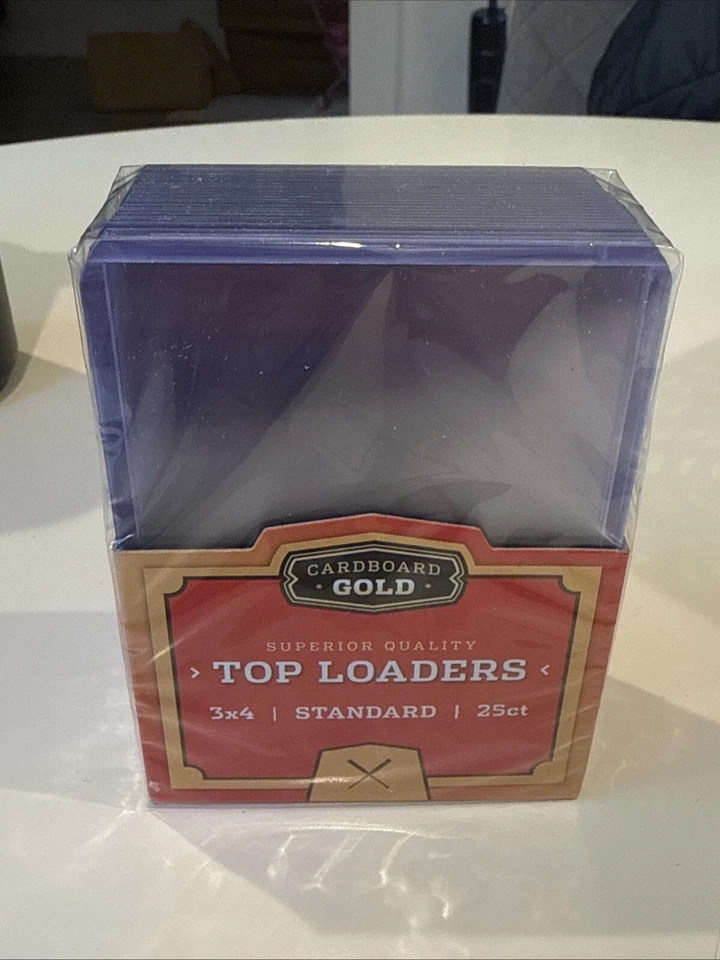 CARDBOARD
GOLD
SUPERIOR QUALITY
› TOP LOADERS ‹
3x4 | STANDARD | 25ct